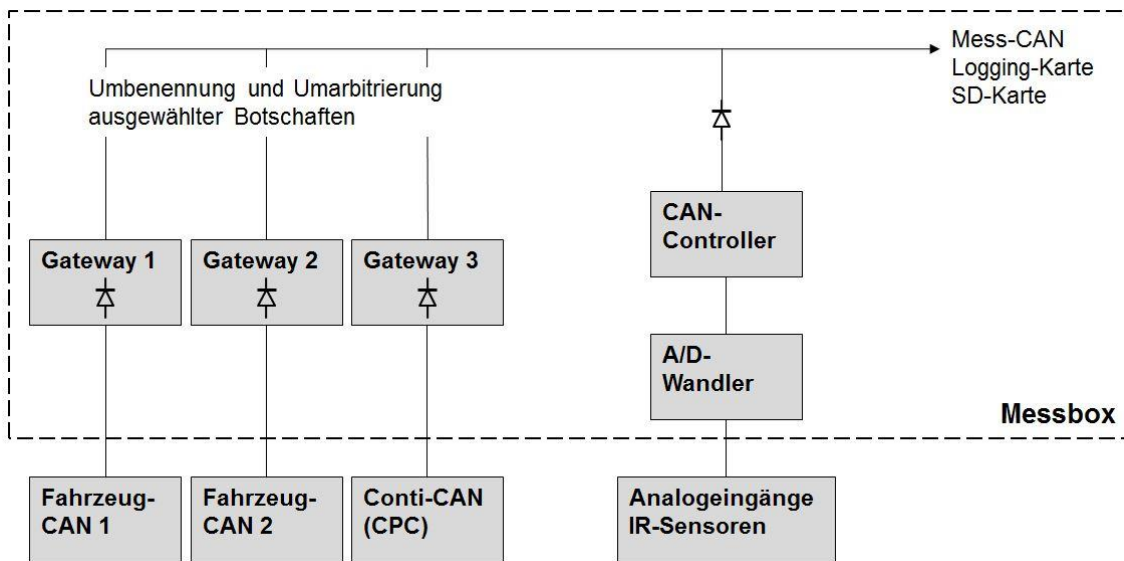 Mess-CAN
Logging-Karte
SD-Karte
Umbenennung und Umarbitrierung
ausgewählter Botschaften
CAN-
Controller
Gateway 1
Gateway 2
Gateway 3
A/D-
Wandler
Messbox
Fahrzeug-
CAN 1
Fahrzeug-
CAN 2
Conti-CAN
(CPC)
Analogeingänge
IR-Sensoren